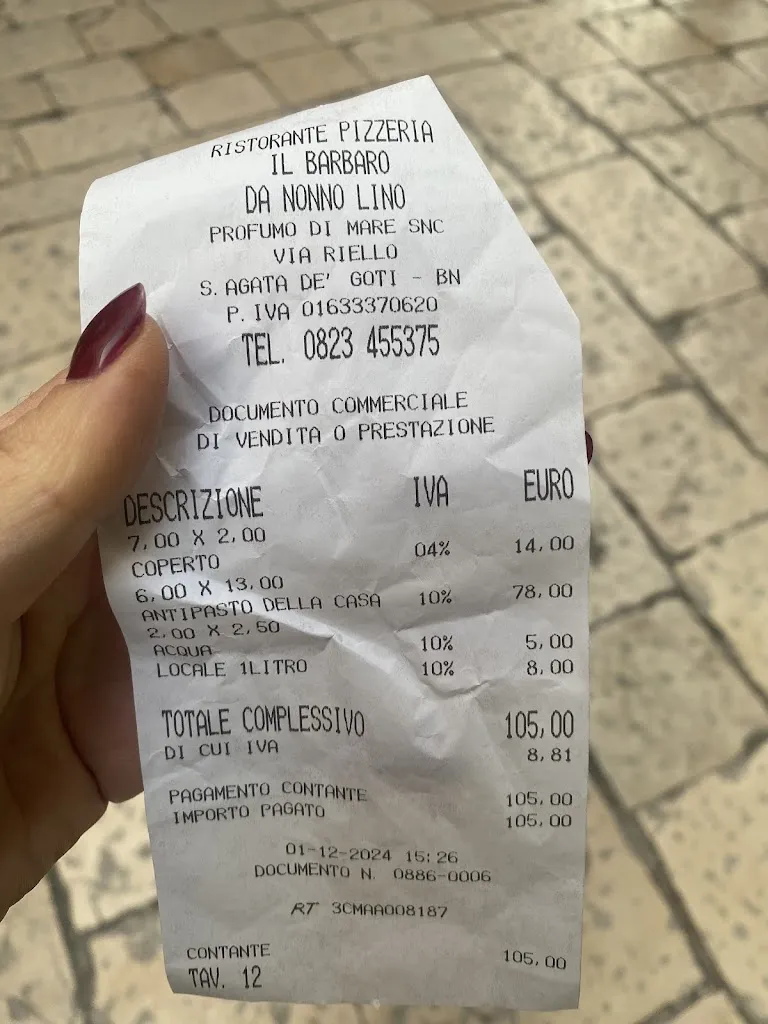 RISTORANTE PIZZERIA
IL BARBARO
DA NONNO LINO
PROFUMO DI MARE SNC
VIA RIELLO
S. AGATA DE' GOTI - BN
P. IVA 01633370620
TEL. 0823 455375
DOCUMENTO COMMERCIALE
DI VENDITA O PRESTAZIONE
DESCRIZIONE IVA EURO
7,00 X 2,00
COPERTO 04% 14,00
6,00 X 13,00
ANTIPASTO DELLA CASA 10% 78,00
2,00 X 2,50
ACQUA 10% 5,00
LOCALE 1LITRO 10% 8,00
TOTALE COMPLESSIVO 105,00
DI CUI IVA 8,81
PAGAMENTO CONTANTE 105,00
IMPORTO PAGATO 105,00
01-12-2024 15:26
DOCUMENTO N. 0886-0006
RT 3CMAA008187
CONTANTE 105,00
TAV. 12